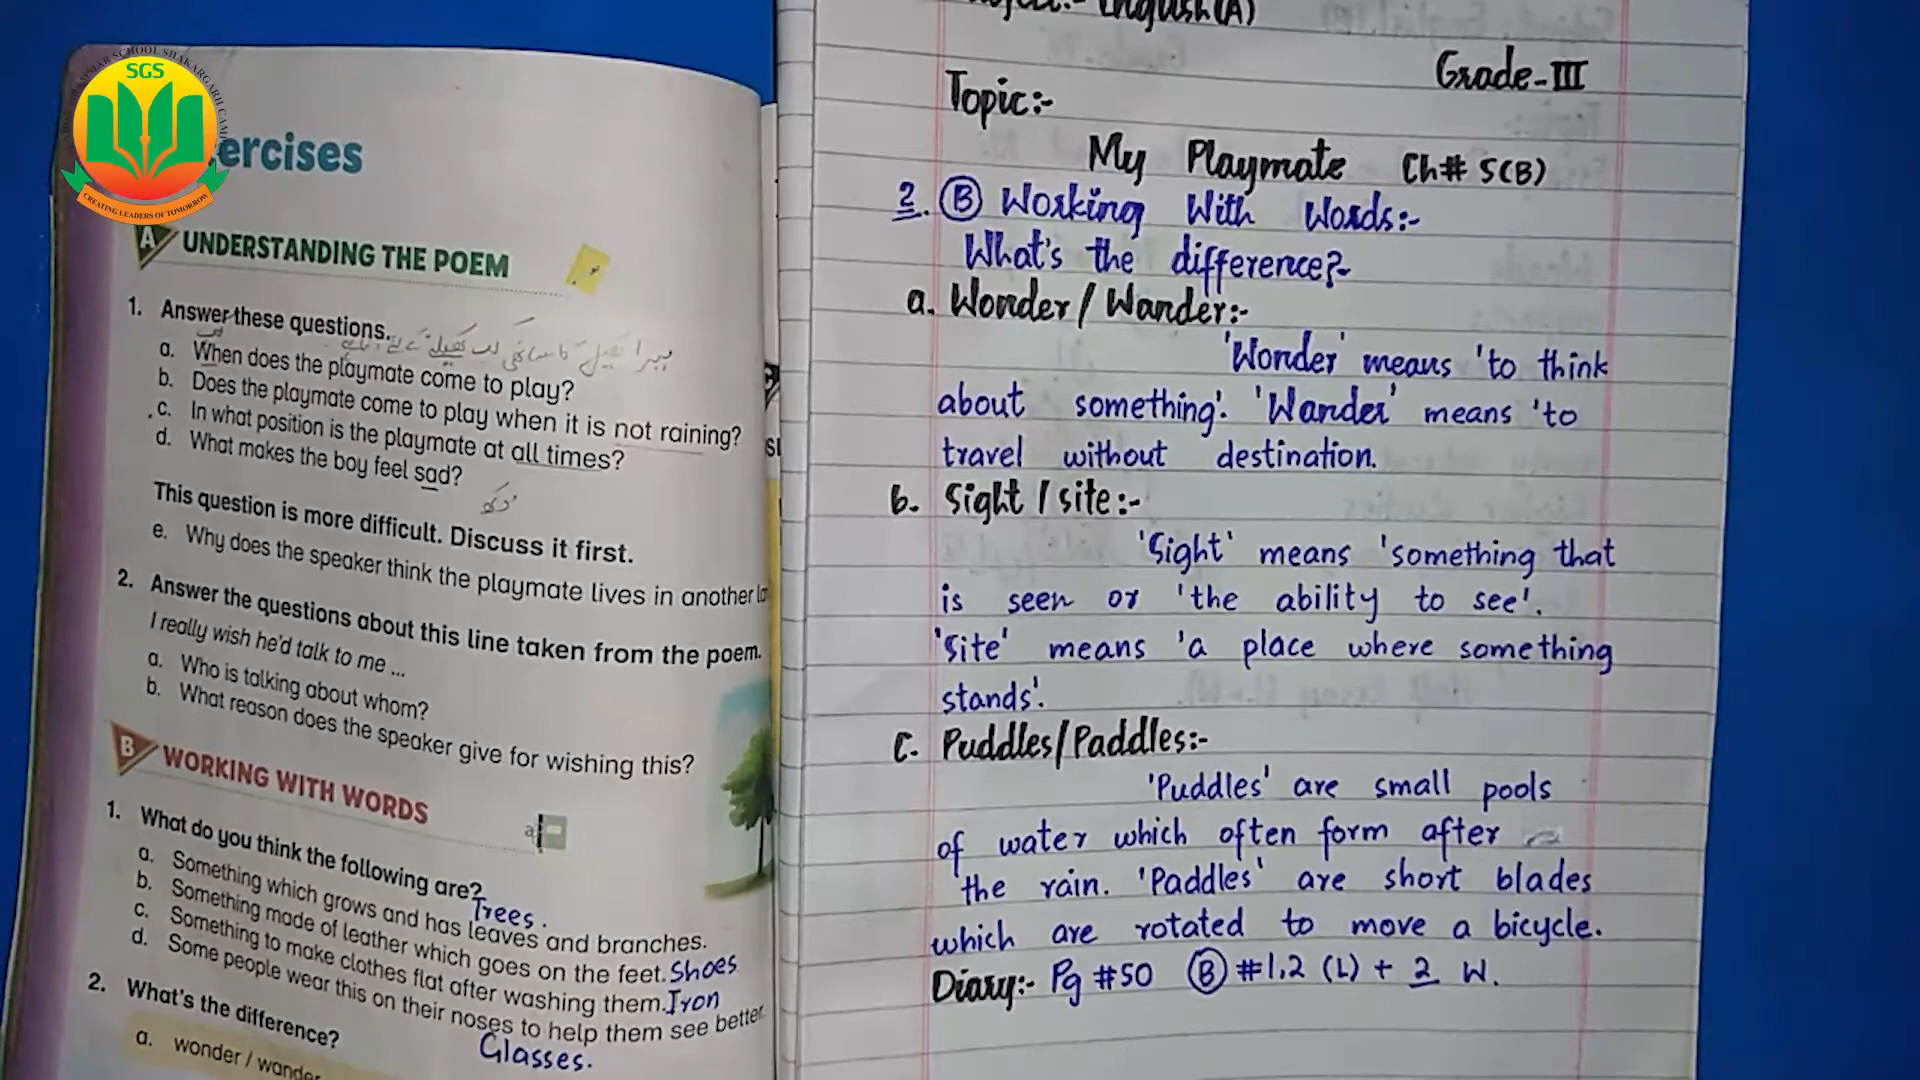 SGS
CREATING LEADERS OF TOMORROW
ercises
A UNDERSTANDING THE POEM
1. Answer these questions.
a. When does the playmate come to play?
b. Does the playmate come to play when it is not raining?
c. In what position is the playmate at all times?
d. What makes the boy feel sad?
دکھ
This question is more difficult. Discuss it first.
e. Why does the speaker think the playmate lives in another
2. Answer the questions about this line taken from the poem.
I really wish he'd talk to me ...
a. Who is talking about whom?
b. What reason does the speaker give for wishing this?
B WORKING WITH WORDS
1. What do you think the following are?
a. Something which grows and has leaves and branches. Trees.
b. Something made of leather which goes on the feet. Shoes
c. Something to make clothes flat after washing them. Iron
d. Some people wear this on their noses to help them see better.
Glasses.
2. What's the difference?
a. wonder / wander
English (A)
Grade-III
Topic:-
My Playmate Ch# 5(B)
2. B Working With Words:-
What's the difference?-
a. Wonder / Wander:-
'Wonder' means 'to think
about something'. 'Wander' means 'to
travel without destination.
b. Sight / site:-
'Sight' means 'something that
is seen or 'the ability to see'.
'Site' means 'a place where something
stands'.
C. Puddles/Paddles:-
'Puddles' are small pools
of water which often form after
the rain. 'Paddles' are short blades
which are rotated to move a bicycle.
Diary:- Pg #50 B #1,2 (L) + 2 W.